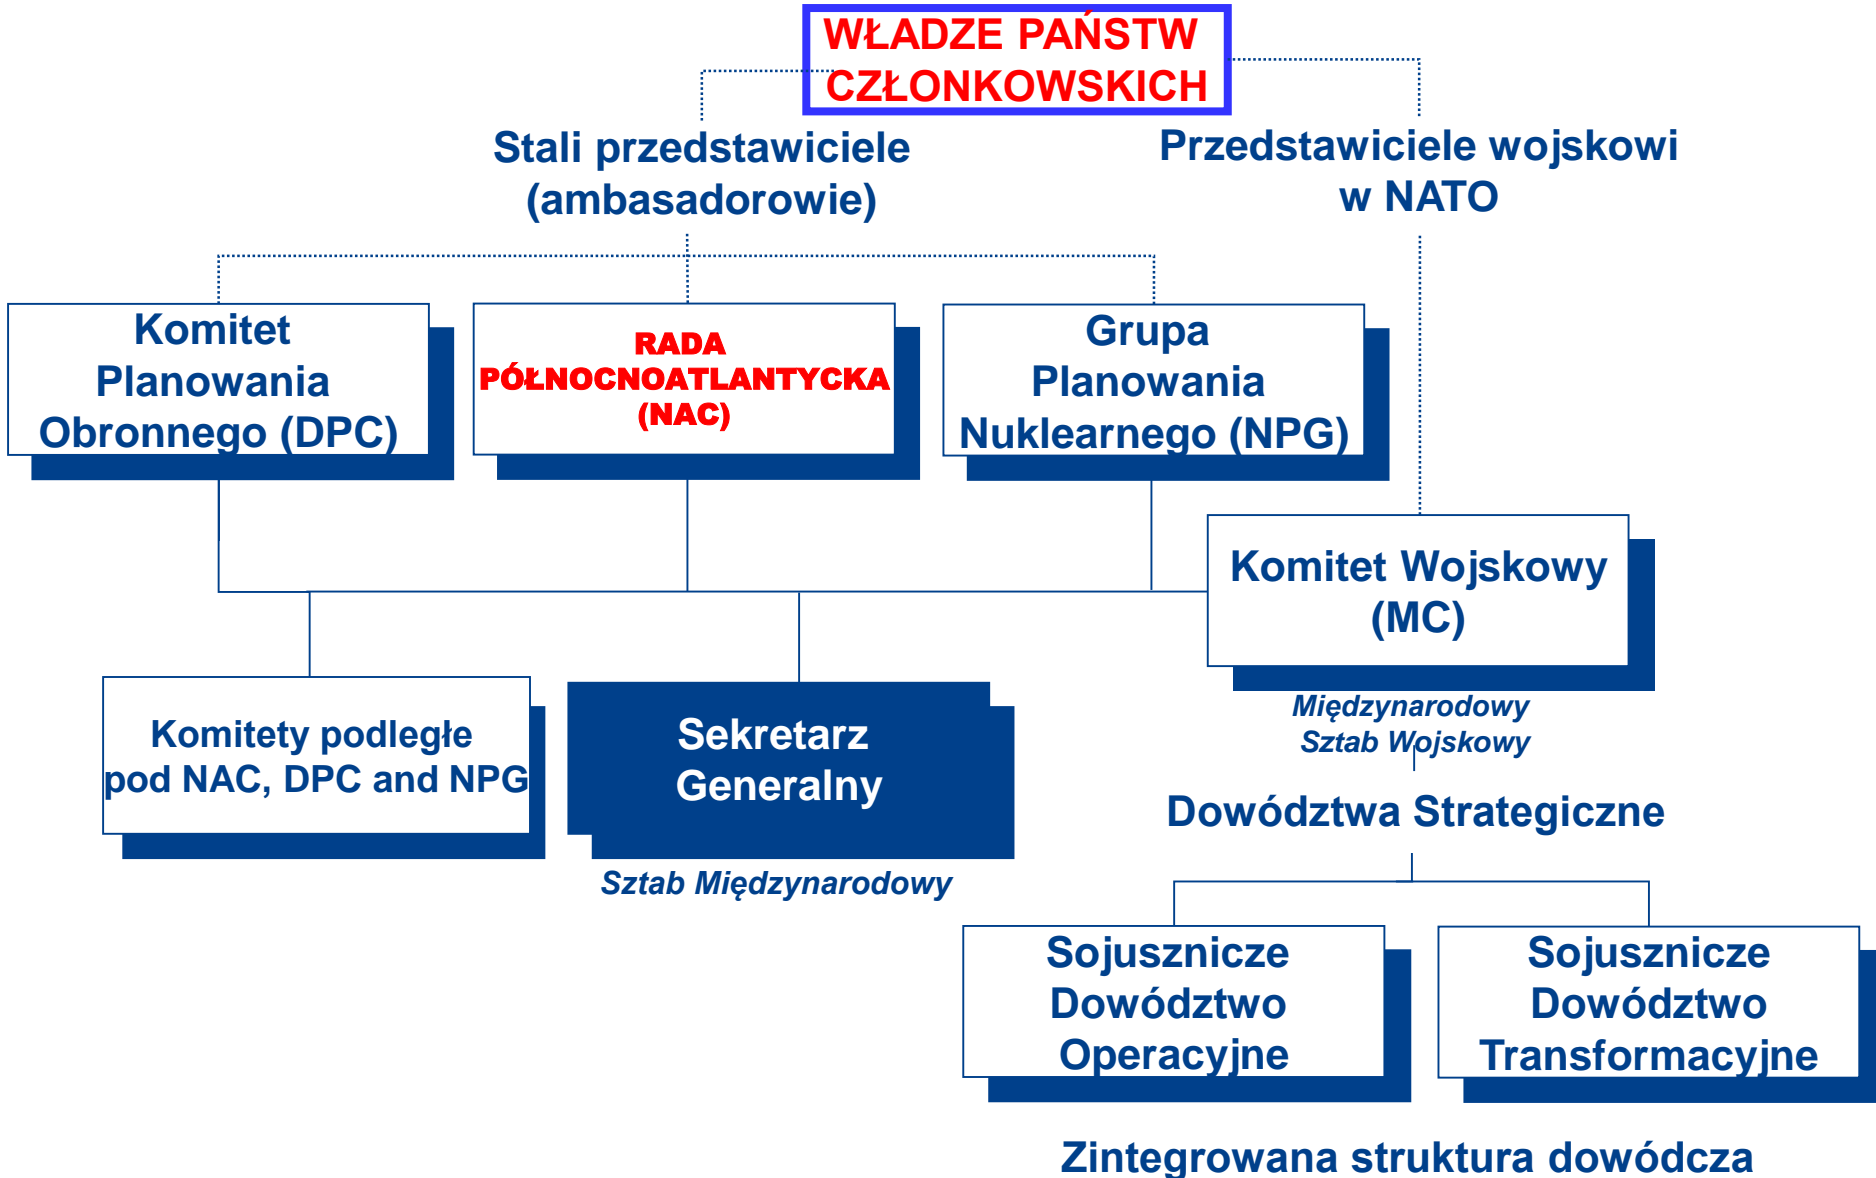 WŁADZE PAŃSTW
CZŁONKOWSKICH
Stali przedstawiciele
(ambasadorowie)
Przedstawiciele wojskowi
w NATO
Komitet
Planowania
Obronnego (DPC)
RADA
PÓŁNOCNOATLANTYCKA
(NAC)
Grupa
Planowania
Nuklearnego (NPG)
Komitet Wojskowy
(MC)
Międzynarodowy
Sztab Wojskowy
Komitety podległe
pod NAC, DPC and NPG
Sekretarz
Generalny
Sztab Międzynarodowy
Dowództwa Strategiczne
Sojusznicze
Dowództwo
Operacyjne
Sojusznicze
Dowództwo
Transformacyjne
Zintegrowana struktura dowódcza